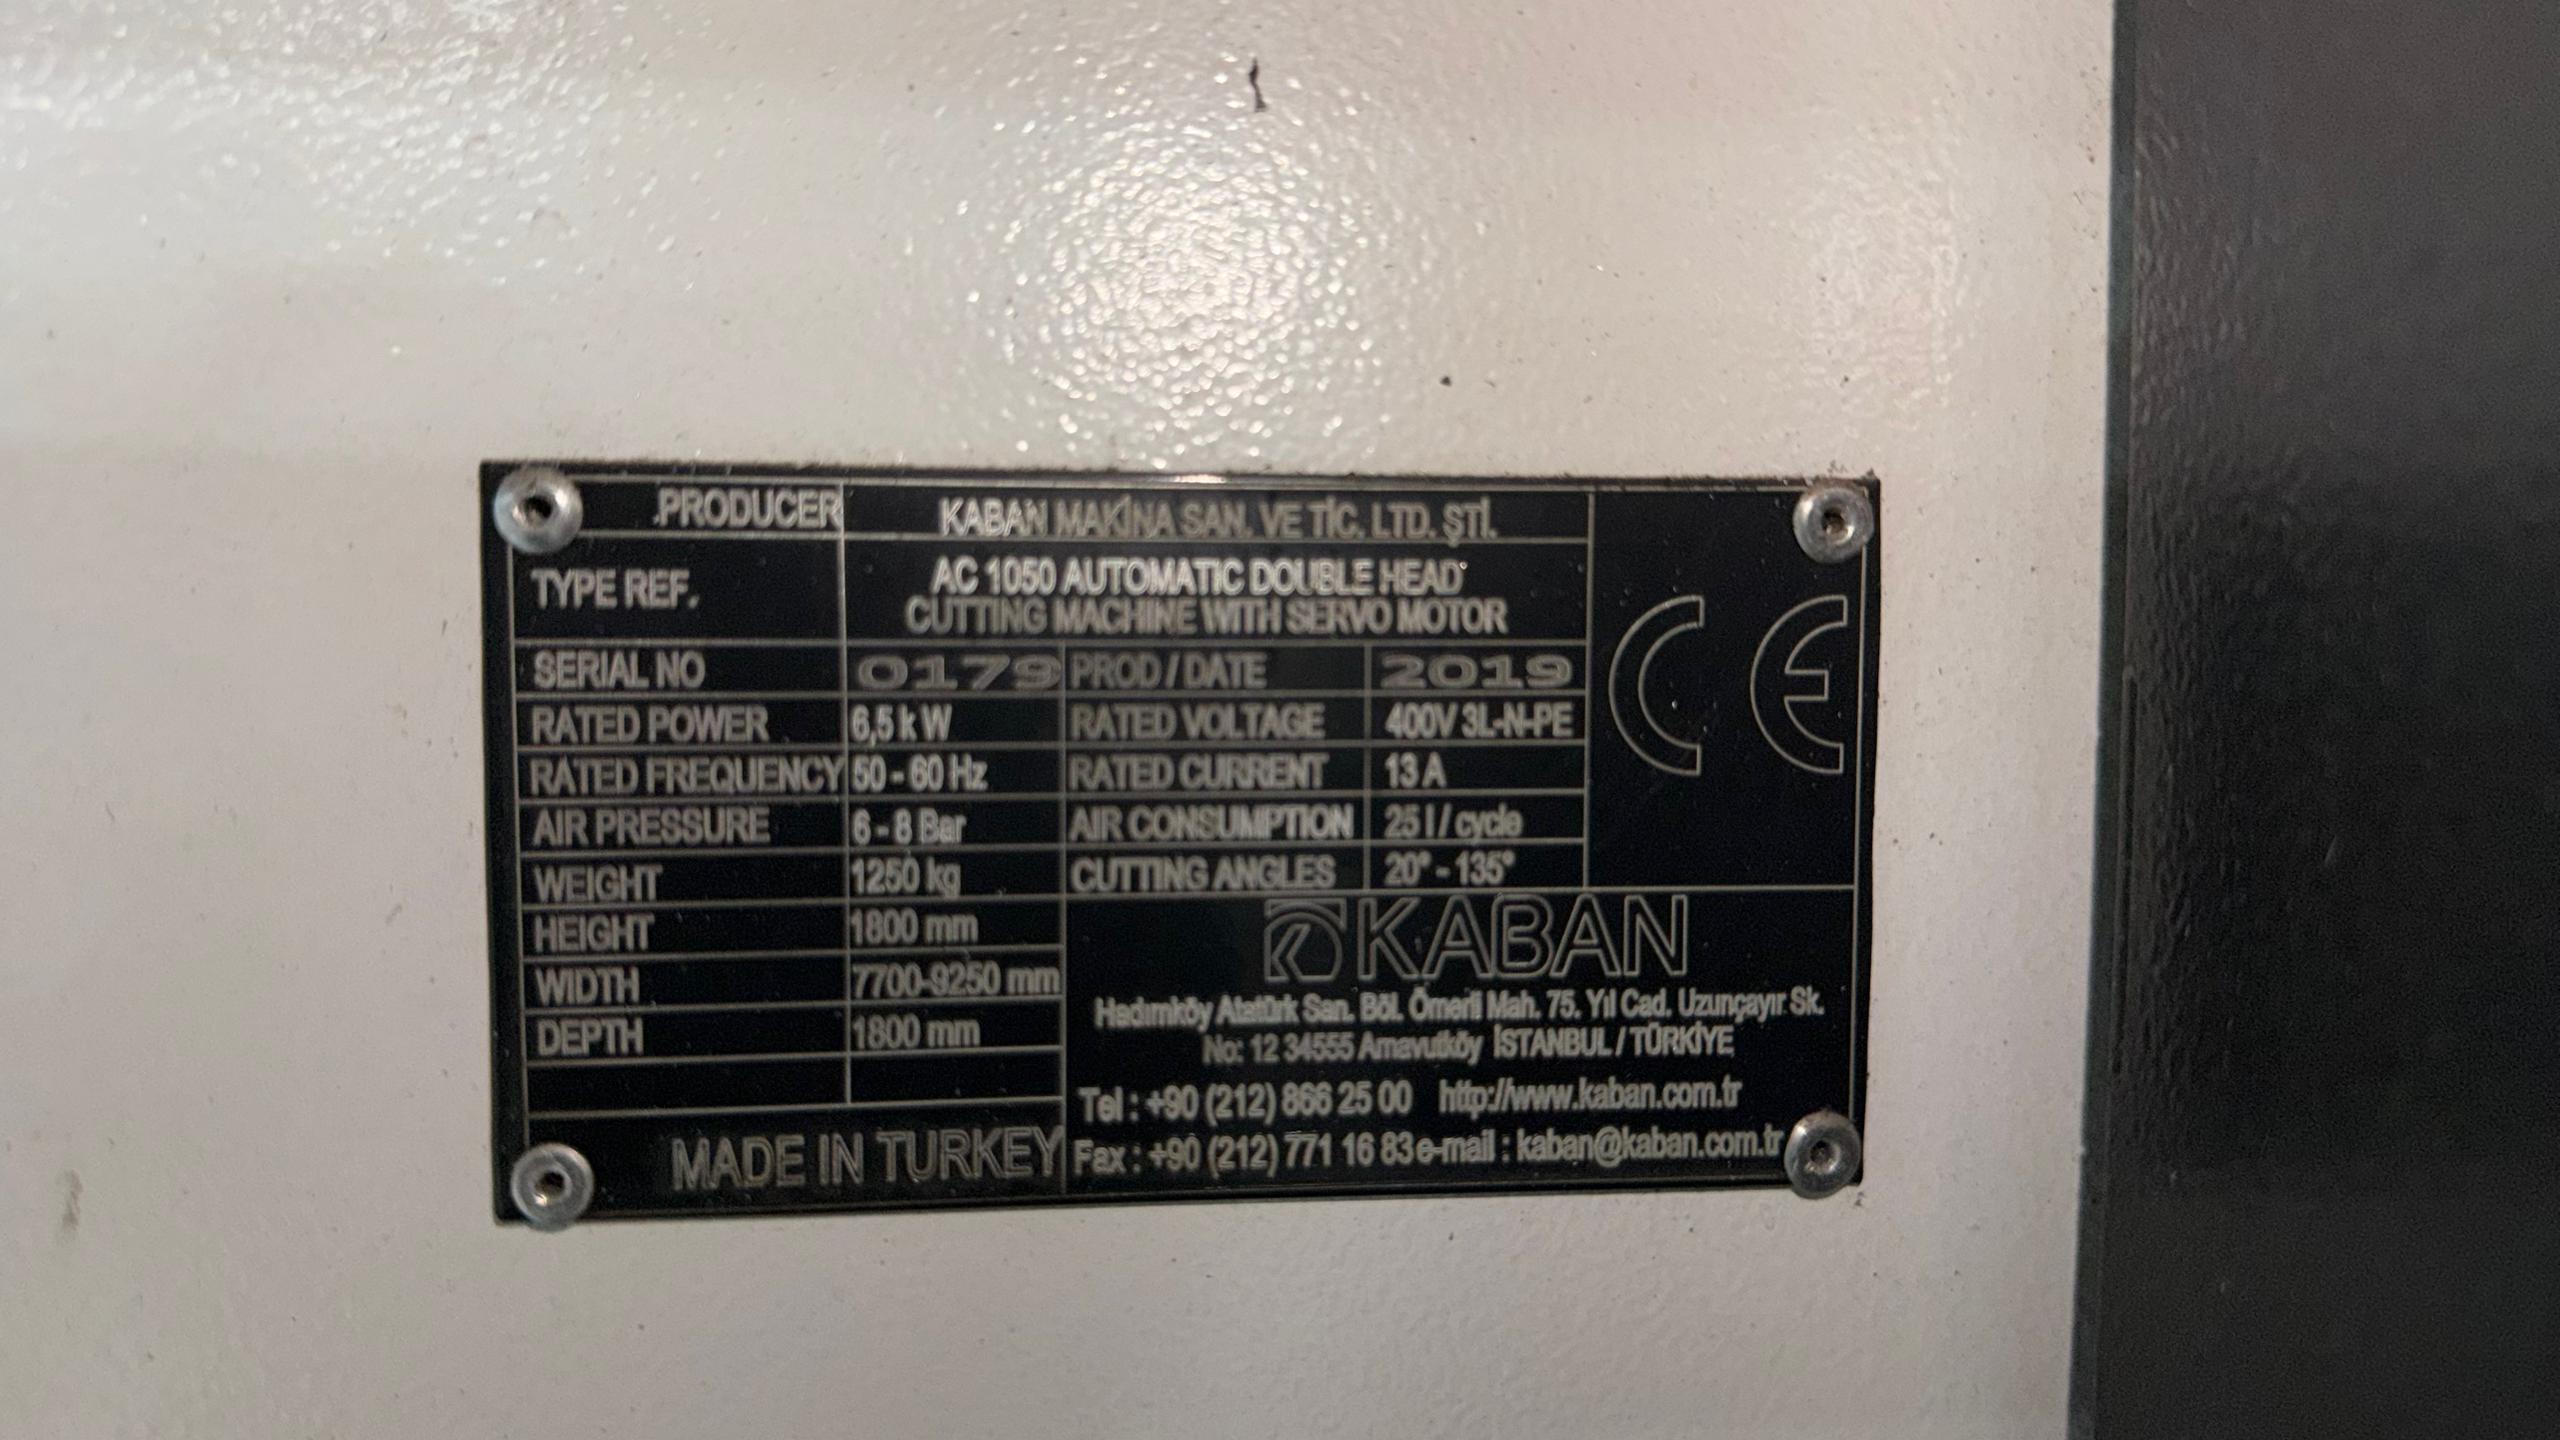 PRODUCER KABAN MAKİNA SAN. VE TİC. LTD. ŞTİ.
TYPE REF. AC 1050 AUTOMATIC DOUBLE HEAD
CUTTING MACHINE WITH SERVO MOTOR
SERIAL NO 0179 PROD / DATE 2019
RATED POWER 6,5 k W RATED VOLTAGE 400V 3L-N-PE
RATED FREQUENCY 50 - 60 Hz RATED CURRENT 13 A
AIR PRESSURE 6 - 8 Bar AIR CONSUMPTION 25 l / cycle
WEIGHT 1250 kg CUTTING ANGLES 20° - 135°
HEIGHT 1800 mm
WIDTH 7700-9250 mm
DEPTH 1800 mm
MADE IN TURKEY
CE
KABAN
Hadımköy Atatürk San. Böl. Ömerli Mah. 75. Yıl Cad. Uzunçayır Sk.
No: 12 34555 Arnavutköy İSTANBUL / TÜRKİYE
Tel : +90 (212) 866 25 00 http://www.kaban.com.tr
Fax : +90 (212) 771 16 83 e-mail : kaban@kaban.com.tr